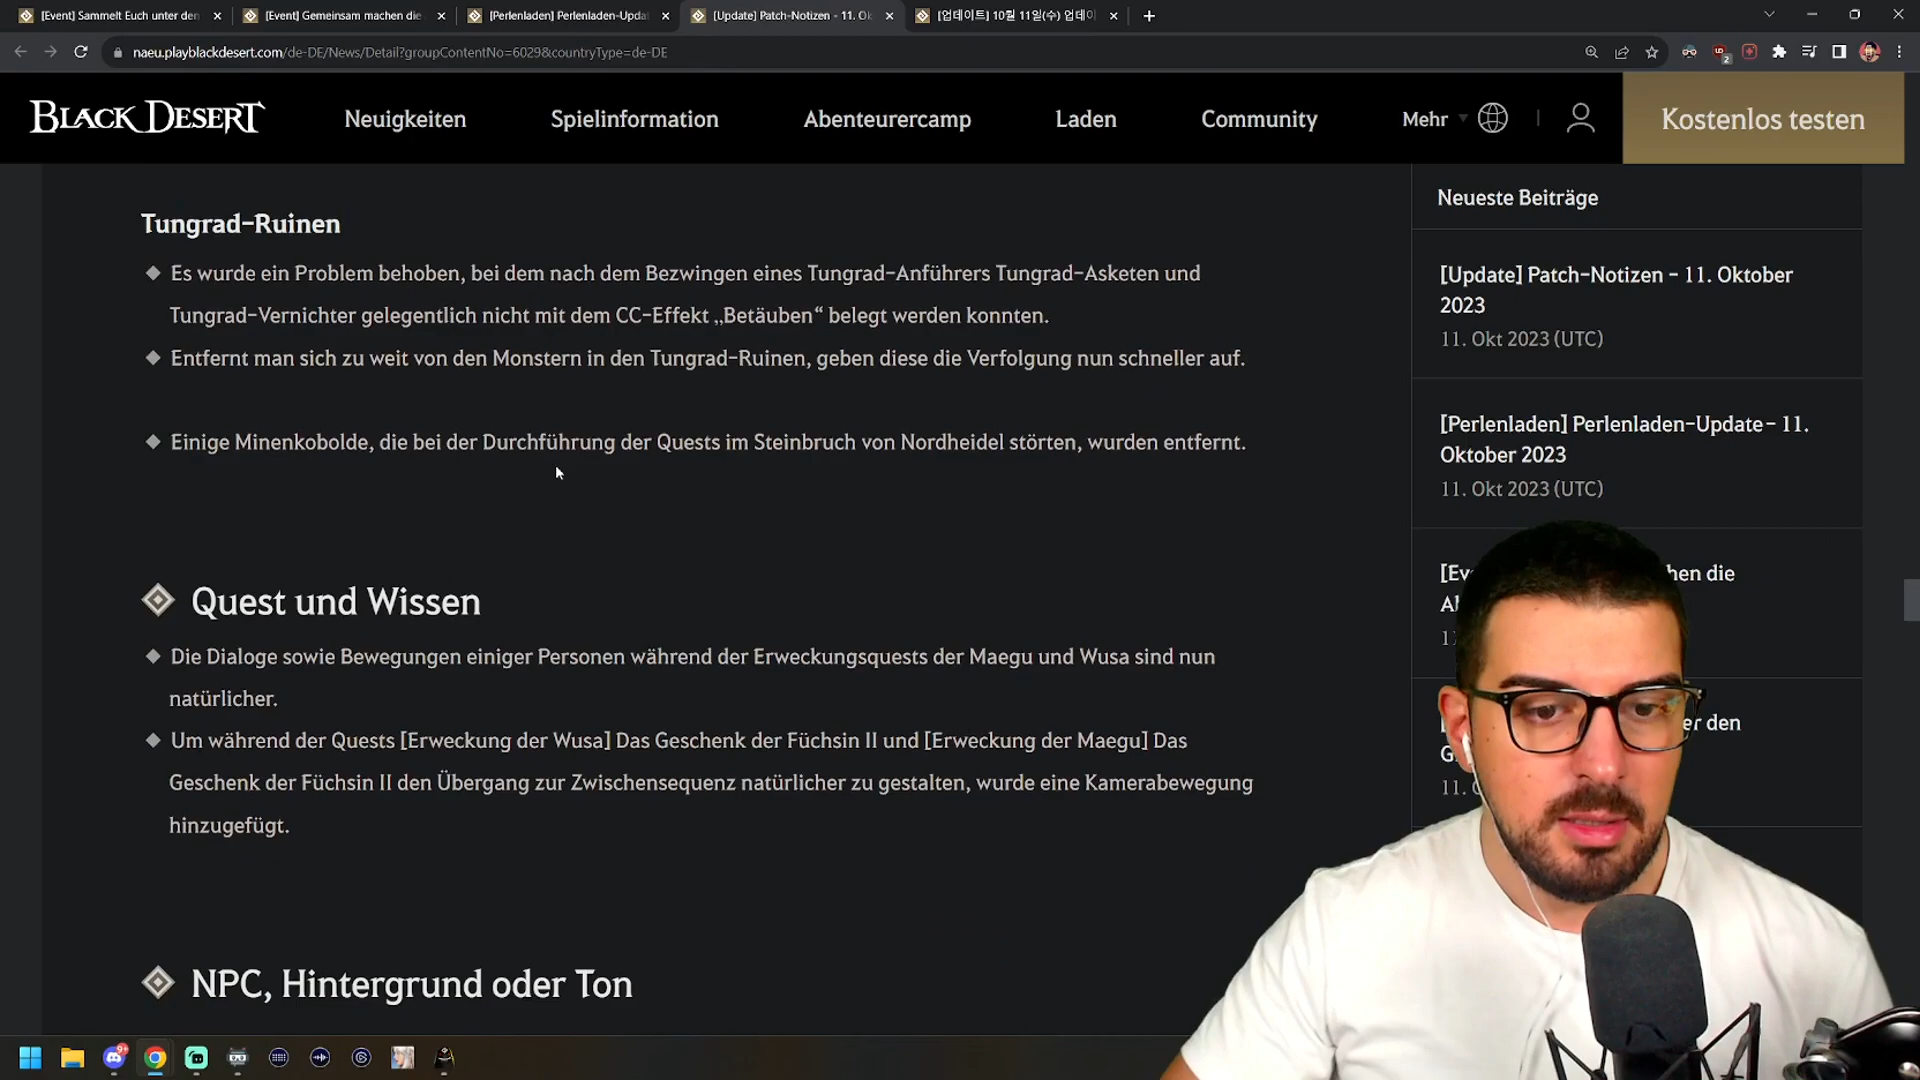 [Event] Sammelt Euch unter den
[Event] Gemeinsam machen die
[Perlenladen] Perlenladen-Upda
[Update] Patch-Notizen - 11. Ok
[업데이트] 10월 11일(수) 업데이
naeu.playblackdesert.com/de-DE/News/Detail?groupContentNo=6029&countryType=de-DE
BLACK DESERT
Neuigkeiten
Spielinformation
Abenteurercamp
Laden
Community
Mehr
Kostenlos testen
Tungrad-Ruinen
Es wurde ein Problem behoben, bei dem nach dem Bezwingen eines Tungrad-Anführers Tungrad-Asketen und
Tungrad-Vernichter gelegentlich nicht mit dem CC-Effekt „Betäuben“ belegt werden konnten.
Entfernt man sich zu weit von den Monstern in den Tungrad-Ruinen, geben diese die Verfolgung nun schneller auf.
Einige Minenkobolde, die bei der Durchführung der Quests im Steinbruch von Nordheidel störten, wurden entfernt.
Quest und Wissen
Die Dialoge sowie Bewegungen einiger Personen während der Erweckungsquests der Maegu und Wusa sind nun
natürlicher.
Um während der Quests [Erweckung der Wusa] Das Geschenk der Füchsin II und [Erweckung der Maegu] Das
Geschenk der Füchsin II den Übergang zur Zwischensequenz natürlicher zu gestalten, wurde eine Kamerabewegung
hinzugefügt.
NPC, Hintergrund oder Ton
Neueste Beiträge
[Update] Patch-Notizen - 11. Oktober
2023
11. Okt 2023 (UTC)
[Perlenladen] Perlenladen-Update - 11.
Oktober 2023
11. Okt 2023 (UTC)